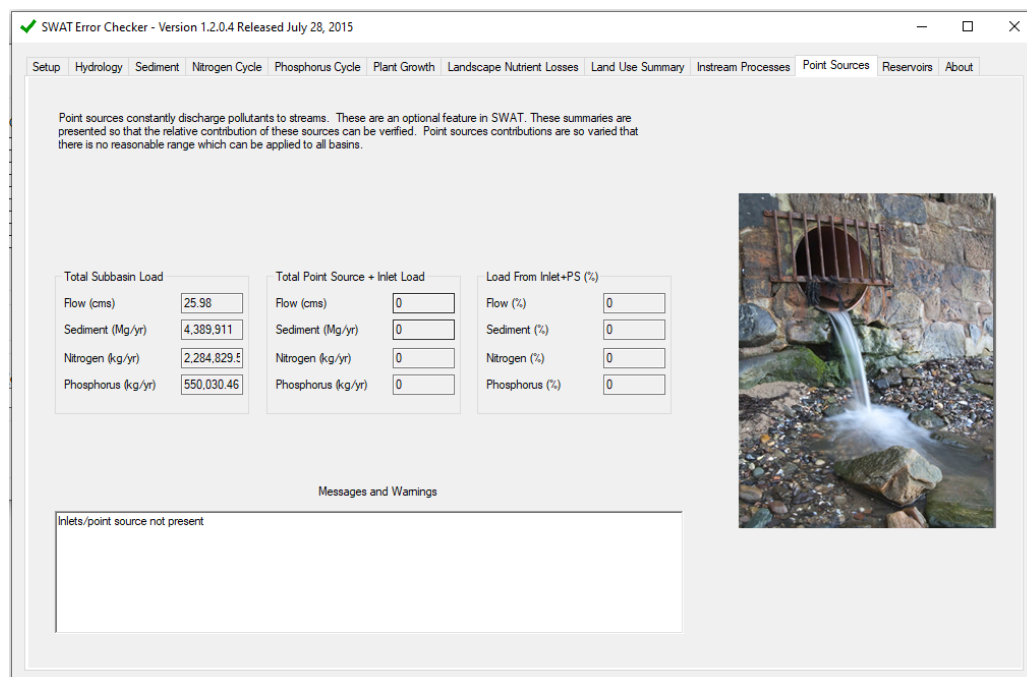 SWAT Error Checker - Version 1.2.0.4 Released July 28, 2015
Setup Hydrology Sediment Nitrogen Cycle Phosphorus Cycle Plant Growth Landscape Nutrient Losses Land Use Summary Instream Processes Point Sources Reservoirs About
Point sources constantly discharge pollutants to streams. These are an optional feature in SWAT. These summaries are
presented so that the relative contribution of these sources can be verified. Point sources contributions are so varied that
there is no reasonable range which can be applied to all basins.
Total Subbasin Load
Flow (cms) 25.98
Sediment (Mg/yr) 4,389,911
Nitrogen (kg/yr) 2,284,829.5
Phosphorus (kg/yr) 550,030.46
Total Point Source + Inlet Load
Flow (cms) 0
Sediment (Mg/yr) 0
Nitrogen (kg/yr) 0
Phosphorus (kg/yr) 0
Load From Inlet+PS (%)
Flow (%) 0
Sediment (%) 0
Nitrogen (%) 0
Phosphorus (%) 0
Messages and Warnings
Inlets/point source not present